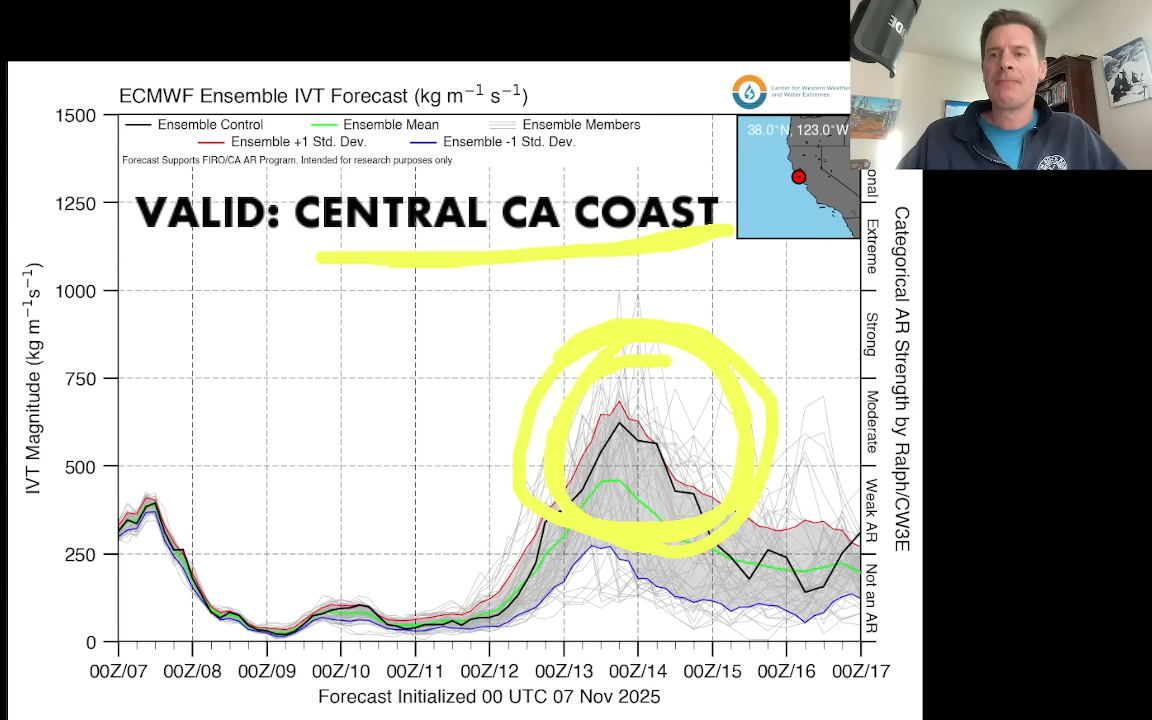 ECMWF Ensemble IVT Forecast (kg m⁻¹ s⁻¹)
Center for Western Weather
and Water Extremes
Ensemble Control
Ensemble Mean
Ensemble Members
Ensemble +1 Std. Dev.
Ensemble -1 Std. Dev.
Forecast Supports FIRO/CA AR Program. Intended for research purposes only
38.0°N, 123.0°W
VALID: CENTRAL CA COAST
IVT Magnitude (kg m⁻¹s⁻¹)
1500
1250
1000
750
500
250
0
onal
Extreme
Strong
Moderate
Weak AR
Not an AR
Categorical AR Strength by Ralph/CW3E
00Z/07 00Z/08 00Z/09 00Z/10 00Z/11 00Z/12 00Z/13 00Z/14 00Z/15 00Z/16 00Z/17
Forecast Initialized 00 UTC 07 Nov 2025